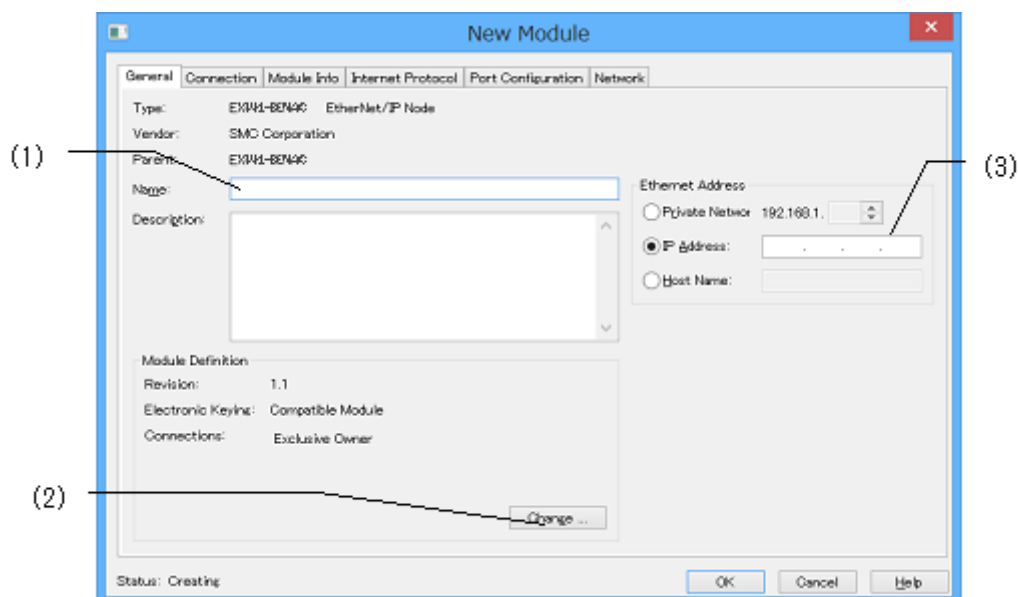 New Module
General Connection Module Info Internet Protocol Port Configuration Network
Type: EtherNet/IP Node
Vendor: SMC Corporation
(1)
Parent:
Name:
Description:
Ethernet Address
Private Networ 192.168.1.
IP Address: . . .
Host Name:
(3)
Module Definition
Revision: 1.1
Electronic Keying: Compatible Module
Connections: Exclusive Owner
(2)
Change ...
Status: Creating
OK Cancel Help